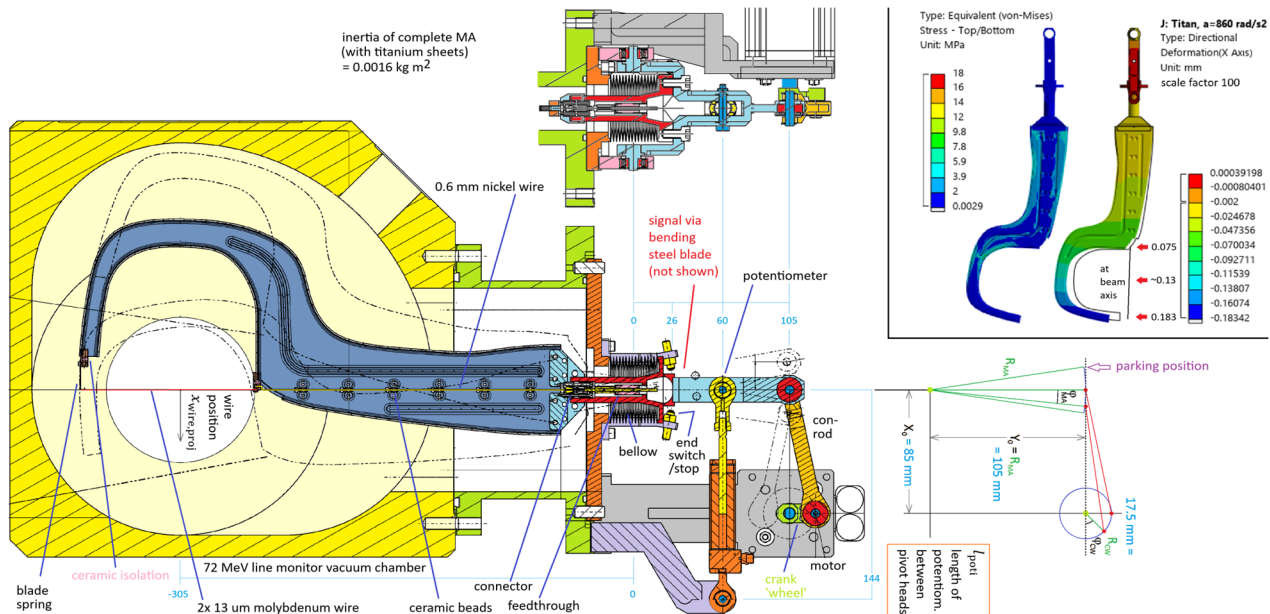 inertia of complete MA
(with titanium sheets)
= 0.0016 kg m²
0.6 mm nickel wire
signal via
bending
steel blade
(not shown)
potentiometer
0
26
60
105
wire
position
x wire,proj
bellow
end
switch
/stop
con-
rod
blade
spring
ceramic isolation
72 MeV line monitor vacuum chamber
-305
2x 13 um molybdenum wire
ceramic beads
connector
feedthrough
0
crank
'wheel'
motor
144
Type: Equivalent (von-Mises)
Stress - Top/Bottom
Unit: MPa
18
16
14
12
9.8
7.8
5.9
3.9
2
0.0029
J: Titan, a=860 rad/s2
Type: Directional
Deformation(X Axis)
Unit: mm
scale factor 100
0.00039198
-0.00080401
-0.002
-0.024678
-0.047356
-0.070034
-0.092711
-0.11539
-0.13807
-0.16074
-0.18342
0.075
at
beam
axis
~0.13
0.183
parking position
R MA
φ MA
X₀ = 85 mm
Y₀ = R MA
= 105 mm
17.5 mm =
R CW
φ CW
l poti
length of
potentiom.
between
pivot heads